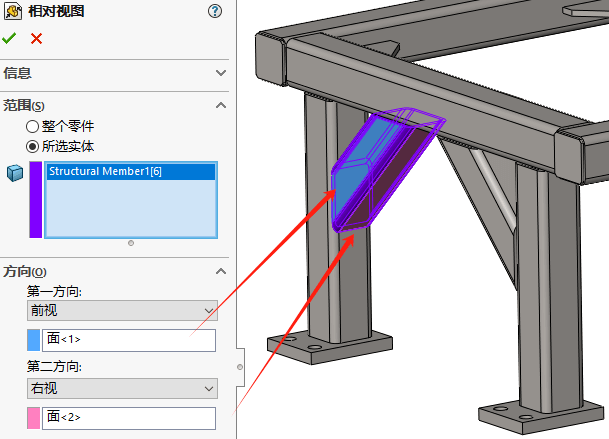 相对视图
信息
范围(S)
整个零件
所选实体
Structural Member1[6]
方向(O)
第一方向:
前视
面<1>
第二方向:
右视
面<2>